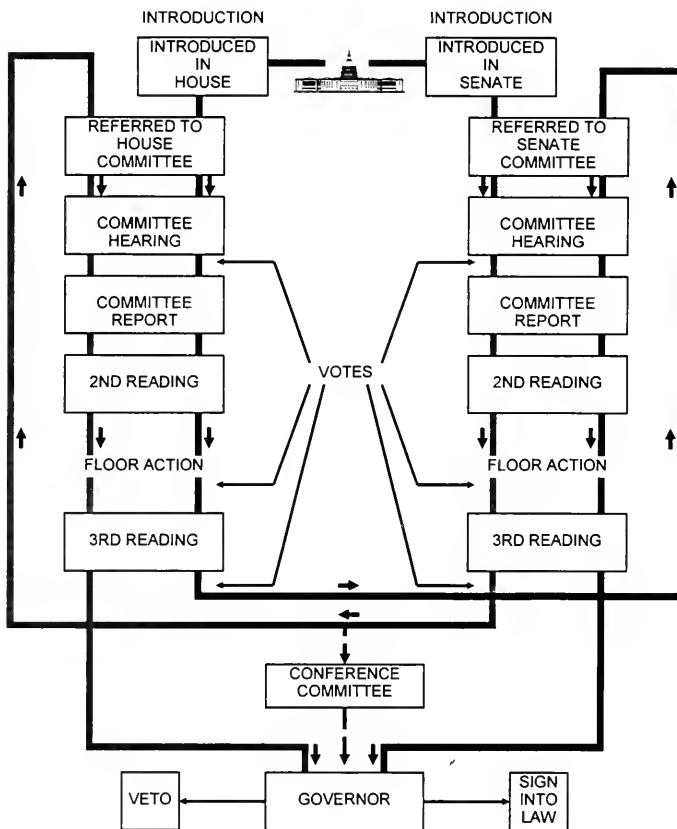 INTRODUCTION
INTRODUCED
IN
HOUSE
REFERRED TO
HOUSE
COMMITTEE
COMMITTEE
HEARING
COMMITTEE
REPORT
2ND READING
FLOOR ACTION
3RD READING
INTRODUCTION
INTRODUCED
IN
SENATE
REFERRED TO
SENATE
COMMITTEE
COMMITTEE
HEARING
COMMITTEE
REPORT
2ND READING
FLOOR ACTION
3RD READING
VOTES
CONFERENCE
COMMITTEE
VETO
GOVERNOR
SIGN
INTO
LAW